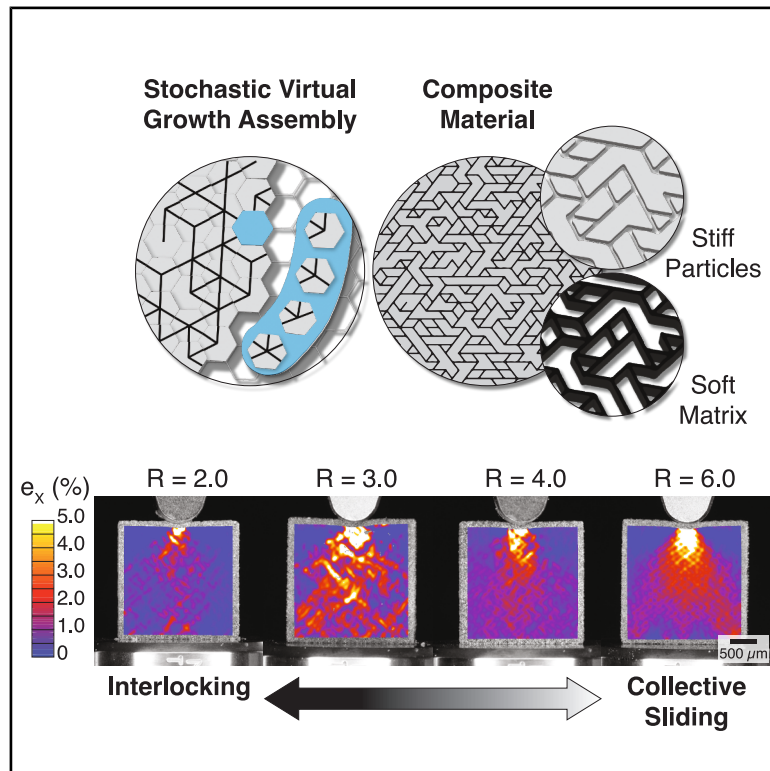 Stochastic Virtual
Growth Assembly
Composite
Material
Stiff
Particles
Soft
Matrix
R = 2.0
R = 3.0
R = 4.0
R = 6.0
e_x (%)
5.0
4.0
3.0
2.0
1.0
0
500 µm
Interlocking
Collective
Sliding